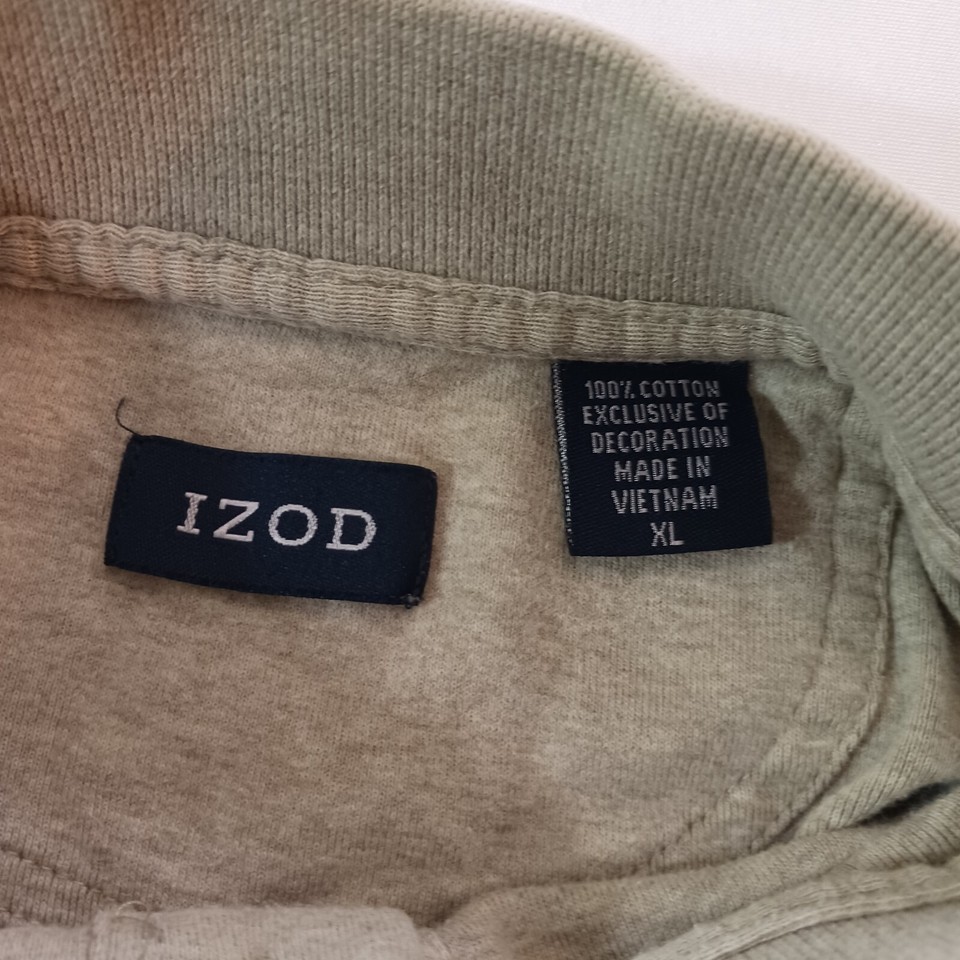 IZOD
100% COTTON
EXCLUSIVE OF
DECORATION
MADE IN
VIETNAM
XL